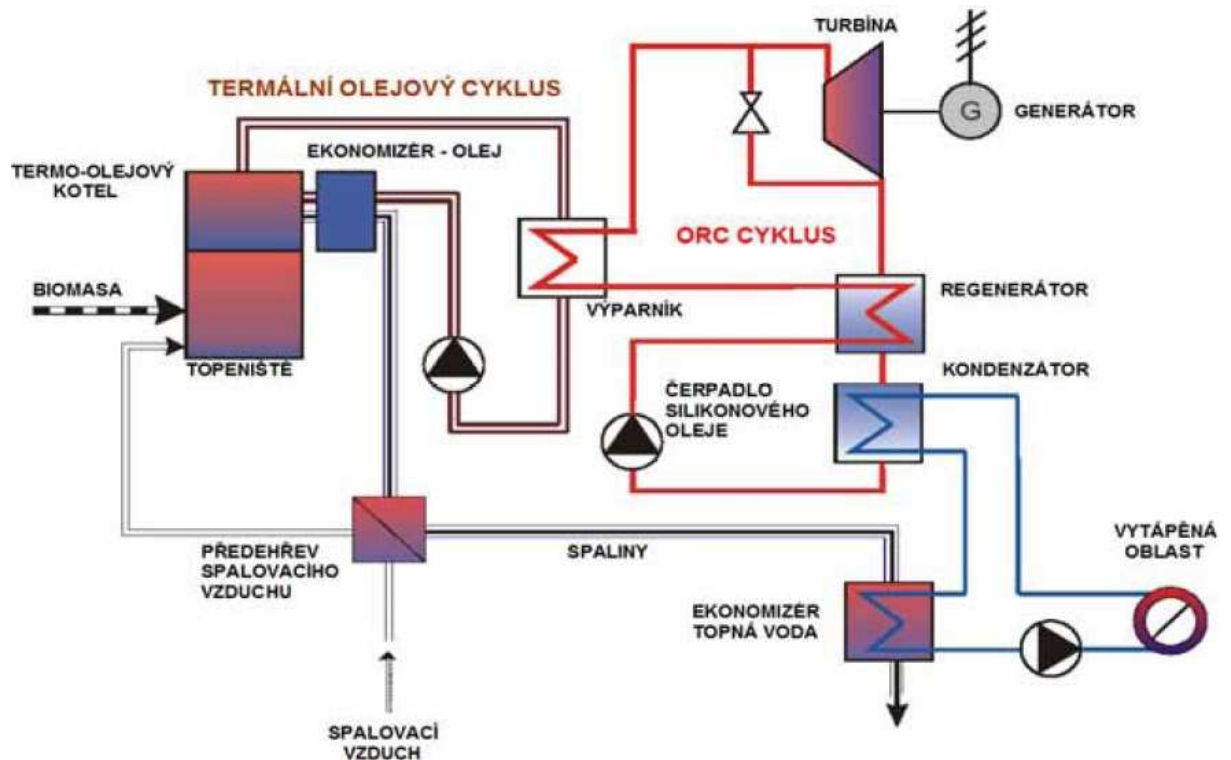 TURBÍNA
TERMÁLNÍ OLEJOVÝ CYKLUS
G
GENERÁTOR
EKONOMIZÉR - OLEJ
TERMO-OLEJOVÝ
KOTEL
ORC CYKLUS
BIOMASA
REGENERÁTOR
VÝPARNÍK
TOPENIŠTĚ
KONDENZÁTOR
ČERPADLO
SILIKONOVÉHO
OLEJE
VYTÁPĚNÁ
OBLAST
PŘEDEHŘEV
SPALOVACÍHO
VZDUCHU
SPALINY
EKONOMIZÉR
TOPNÁ VODA
SPALOVACÍ
VZDUCH